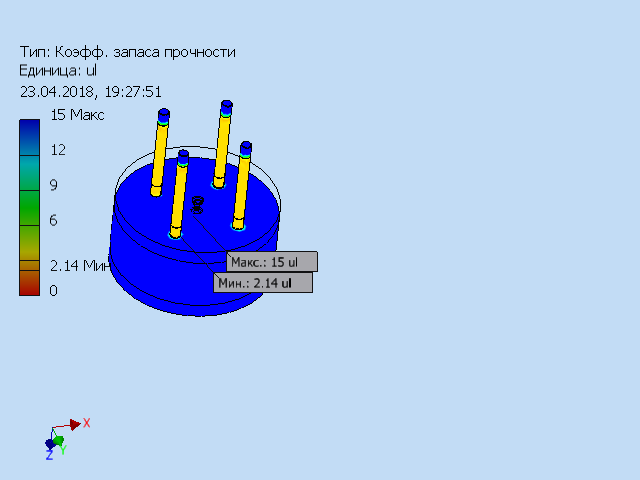 Тип: Коэфф. запаса прочности
Единица: ul
23.04.2018, 19:27:51
15 Макс
12
9
6
2.14 Мин
0
Макс.: 15 ul
Мин.: 2.14 ul
X
Y
Z